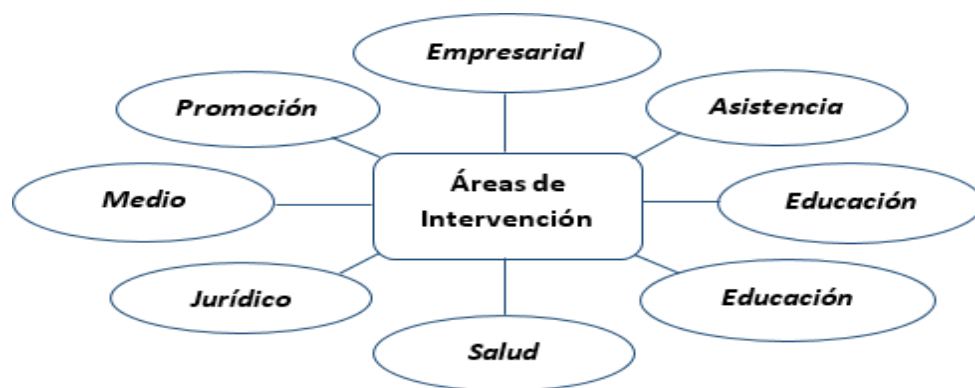 Empresarial
Promoción
Asistencia
Áreas de
Intervención
Medio
Educación
Jurídico
Educación
Salud